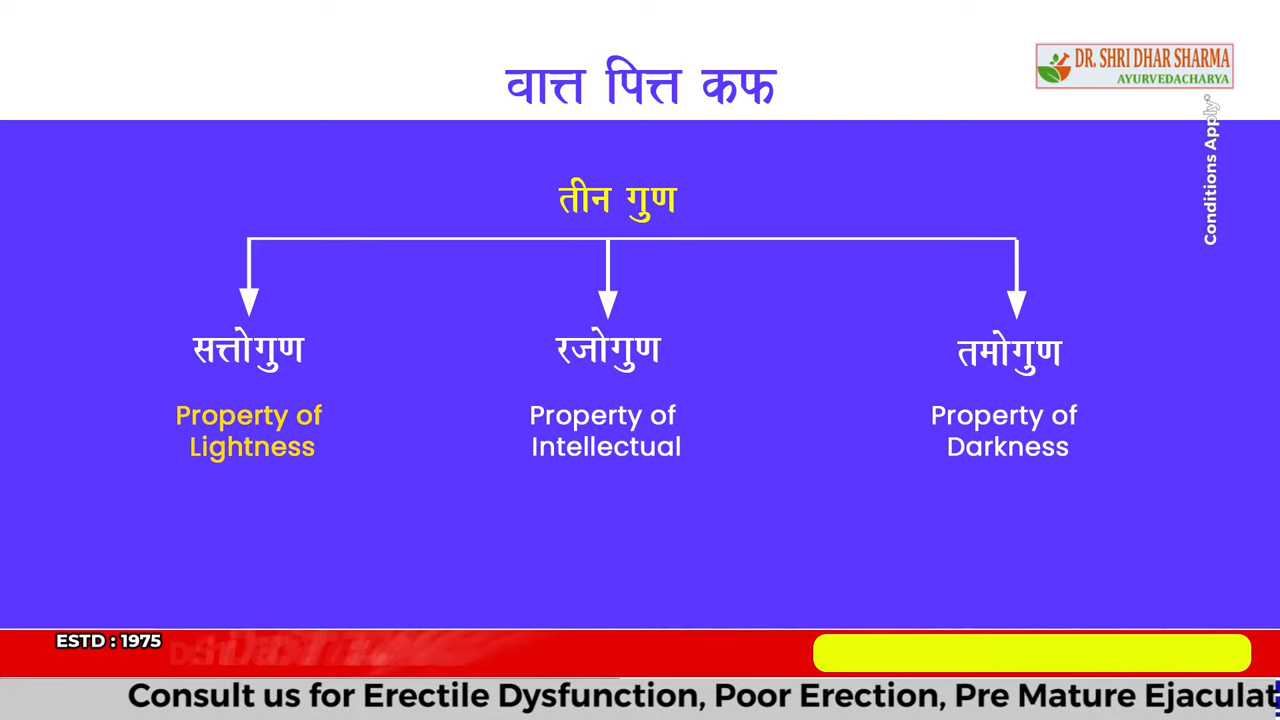 वात्त पित्त कफ
DR. SHRI DHAR SHARMA
AYURVEDACHARYA
Conditions Apply°
तीन गुण
सत्तोगुण
रजोगुण
तमोगुण
Property of
Lightness
Property of
Intellectual
Property of
Darkness
ESTD : 1975
Consult us for Erectile Dysfunction, Poor Erection, Pre Mature Ejaculat